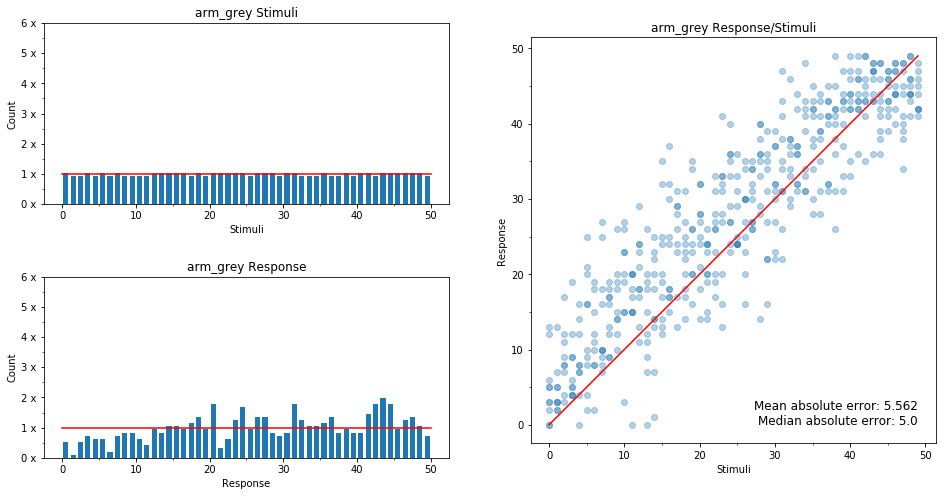 arm_grey Stimuli
6 x
5 x
4 x
3 x
2 x
1 x
0 x
Count
0 10 20 30 40 50
Stimuli
arm_grey Response
6 x
5 x
4 x
3 x
2 x
1 x
0 x
Count
0 10 20 30 40 50
Response
arm_grey Response/Stimuli
50
40
30
20
10
0
Response
Mean absolute error: 5.562
Median absolute error: 5.0
0 10 20 30 40 50
Stimuli